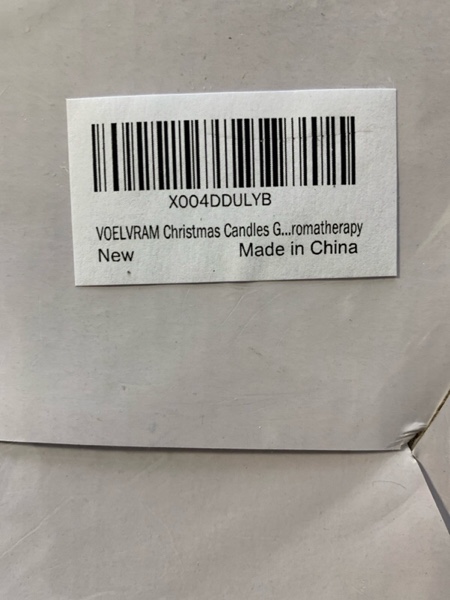 X004DDULYB
VOELVRAM Christmas Candles G...romatherapy
New Made in China